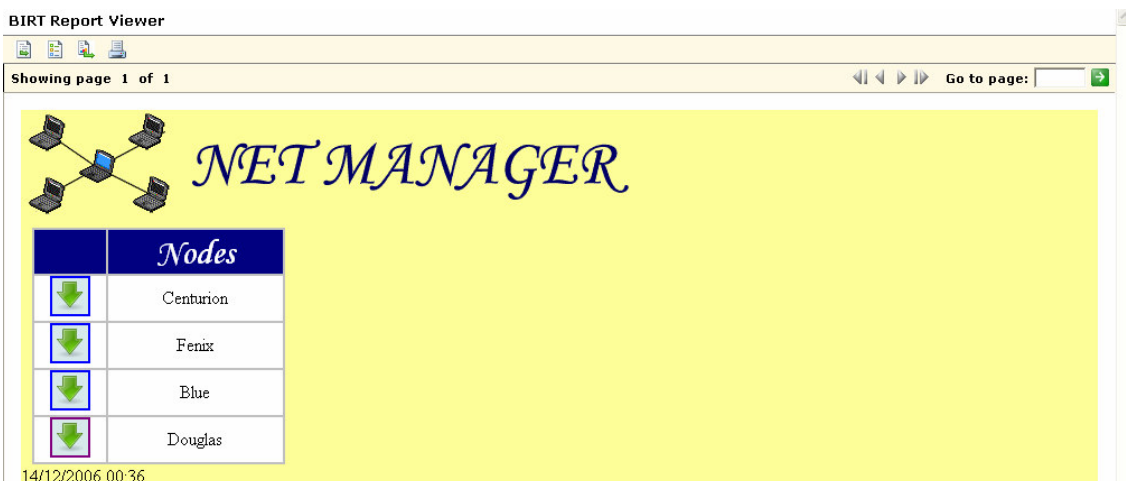 BIRT Report Viewer
Showing page 1 of 1 Go to page:
NET MANAGER
Nodes
Centurion
Fenix
Blue
Douglas
14/12/2006 00:36